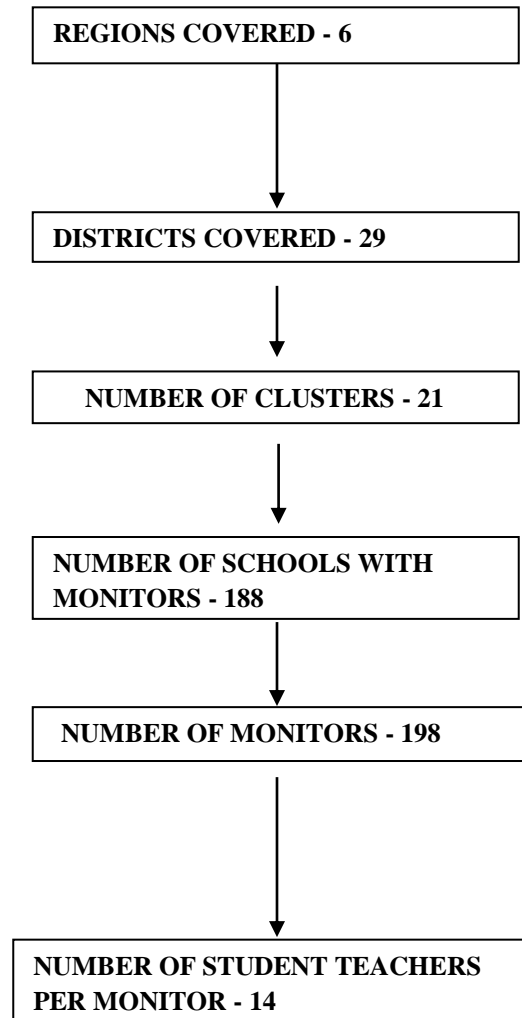 REGIONS COVERED - 6
DISTRICTS COVERED - 29
NUMBER OF CLUSTERS - 21
NUMBER OF SCHOOLS WITH
MONITORS - 188
NUMBER OF MONITORS - 198
NUMBER OF STUDENT TEACHERS
PER MONITOR - 14